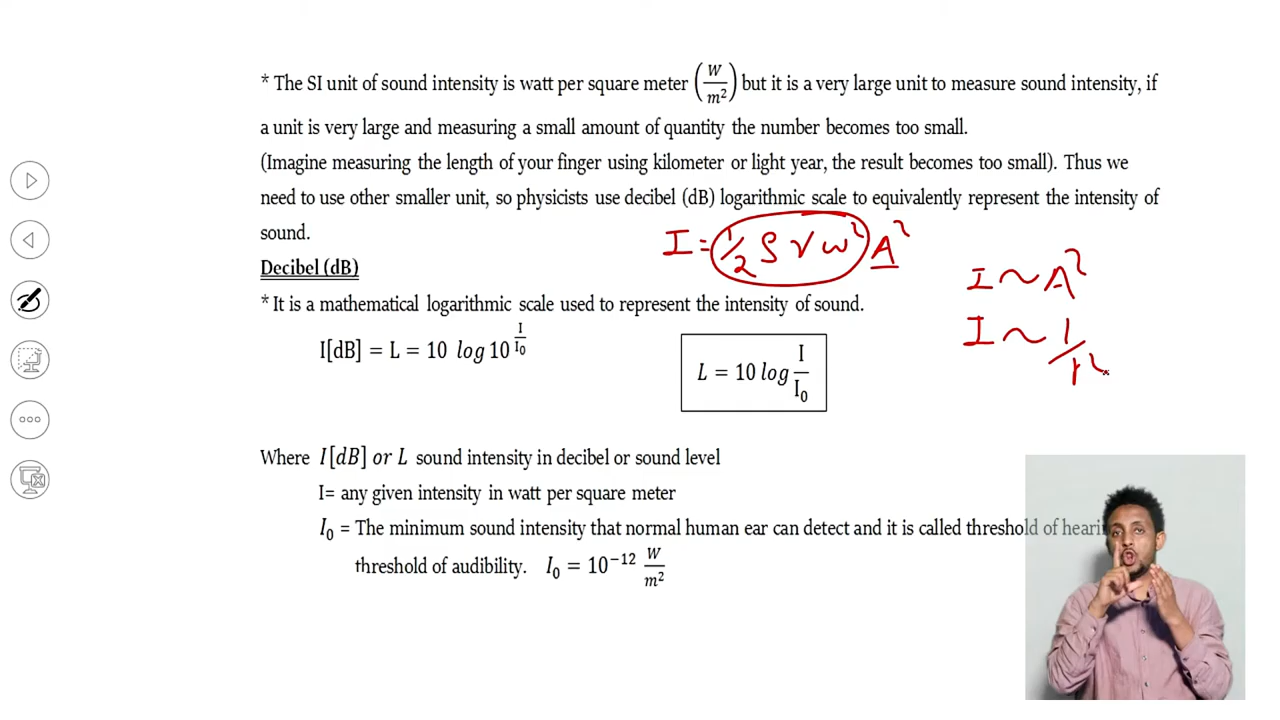 * The SI unit of sound intensity is watt per square meter (W/m²) but it is a very large unit to measure sound intensity, if
a unit is very large and measuring a small amount of quantity the number becomes too small.
(Imagine measuring the length of your finger using kilometer or light year, the result becomes too small). Thus we
need to use other smaller unit, so physicists use decibel (dB) logarithmic scale to equivalently represent the intensity of
sound.
I = 1/2 ρ v ω² A²
Decibel (dB)
I ~ A²
* It is a mathematical logarithmic scale used to represent the intensity of sound.
I ~ 1/r²
I[dB] = L = 10 log 10^(I/I₀)
L = 10 log I/I₀
Where I[dB] or L sound intensity in decibel or sound level
I= any given intensity in watt per square meter
I₀ = The minimum sound intensity that normal human ear can detect and it is called threshold of
threshold of audibility. I₀ = 10⁻¹² W/m²